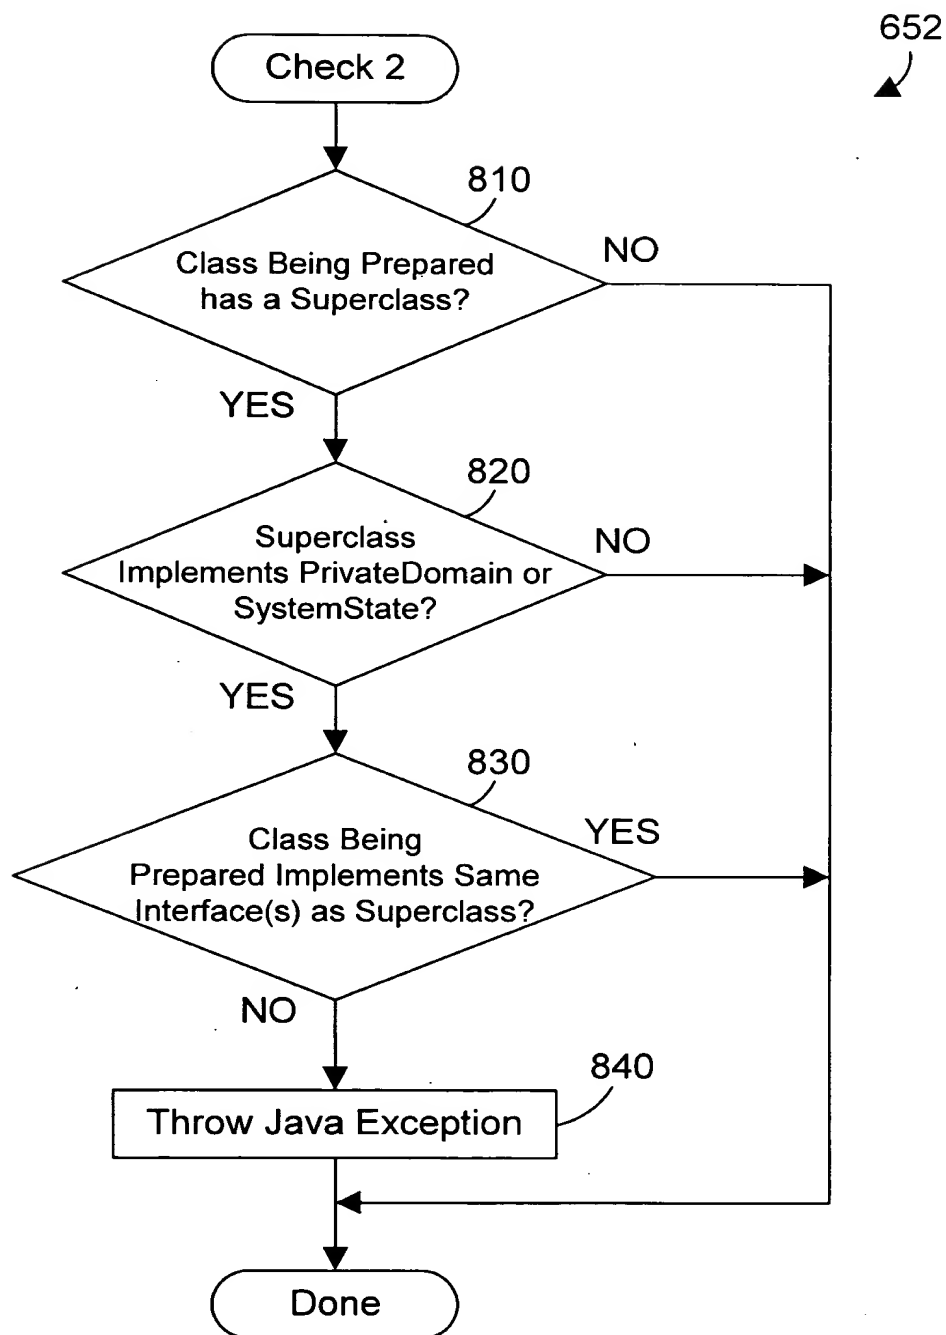 652
Check 2
810
Class Being Prepared
has a Superclass?
NO
YES
820
Superclass
Implements PrivateDomain or
SystemState?
NO
YES
830
Class Being
Prepared Implements Same
Interface(s) as Superclass?
YES
NO
840
Throw Java Exception
Done